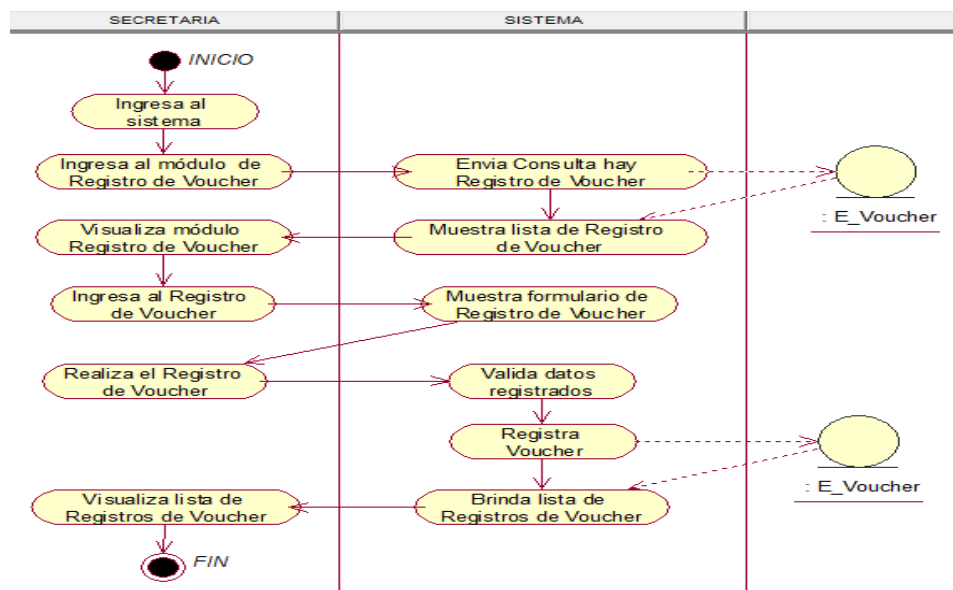 SECRETARIA
SISTEMA
INICIO
Ingresa al
sistema
Ingresa al módulo de
Registro de Voucher
Envia Consulta hay
Registro de Voucher
: E_Voucher
Visualiza módulo
Registro de Voucher
Muestra lista de Registro
de Voucher
Ingresa al Registro
de Voucher
Muestra formulario de
Registro de Voucher
Realiza el Registro
de Voucher
Valida datos
registrados
Registra
Voucher
: E_Voucher
Visualiza lista de
Registros de Voucher
Brinda lista de
Registros de Voucher
FIN